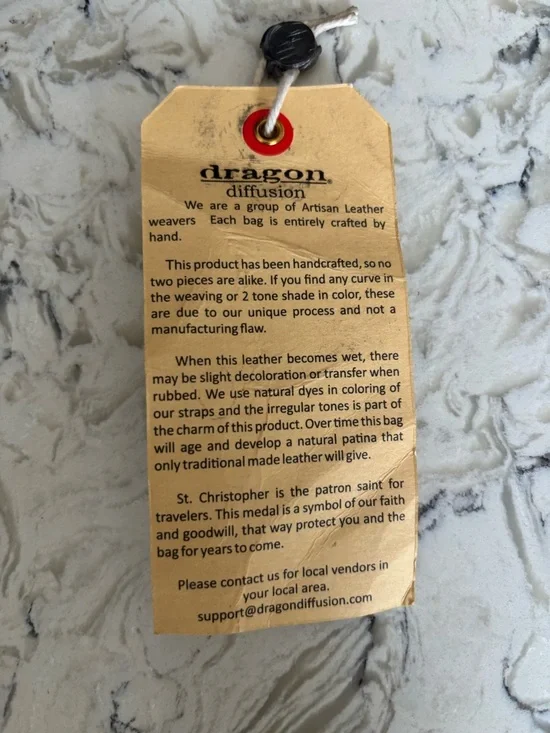 dragon
diffusion
We are a group of Artisan Leather
weavers Each bag is entirely crafted by
hand.
This product has been handcrafted, so no
two pieces are alike. If you find any curve in
the weaving or 2 tone shade in color, these
are due to our unique process and not a
manufacturing flaw.
When this leather becomes wet, there
may be slight decoloration or transfer when
rubbed. We use natural dyes in coloring of
our straps and the irregular tones is part of
the charm of this product. Over time this bag
will age and develop a natural patina that
only traditional made leather will give.
St. Christopher is the patron saint for
travelers. This medal is a symbol of our faith
and goodwill, that way protect you and the
bag for years to come.
Please contact us for local vendors in
your local area.
support@dragondiffusion.com